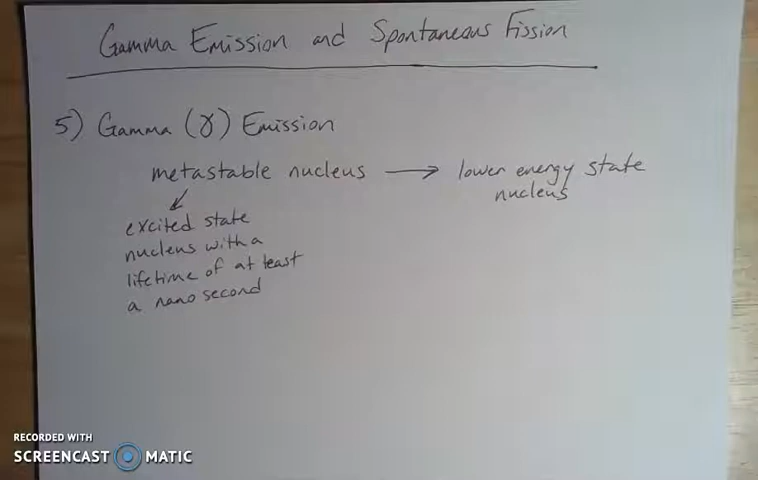 Gamma Emission and Spontaneous Fission
5) Gamma (γ) Emission
metastable nucleus → lower energy state
nucleus
excited state
nucleus with a
lifetime of at least
a nano second
RECORDED WITH
SCREENCAST MATIC